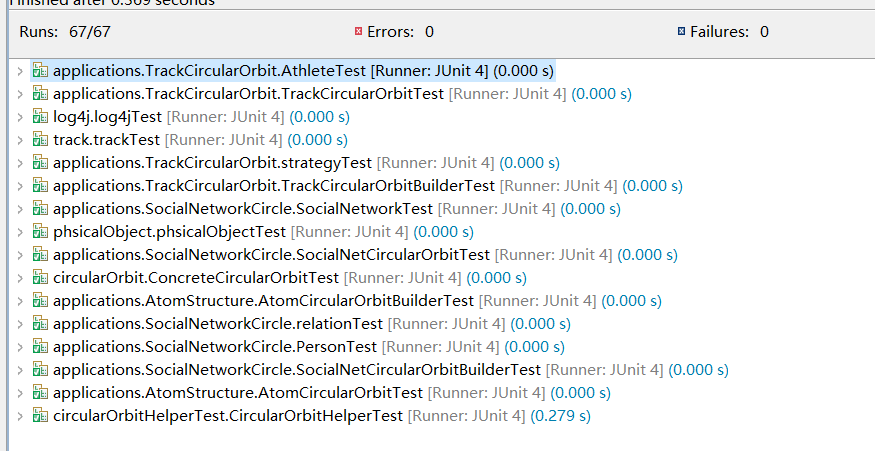 Finished after 0.369 seconds
Runs: 67/67 Errors: 0 Failures: 0
applications.TrackCircularOrbit.AthleteTest [Runner: JUnit 4] (0.000 s)
applications.TrackCircularOrbit.TrackCircularOrbitTest [Runner: JUnit 4] (0.000 s)
log4j.log4jTest [Runner: JUnit 4] (0.000 s)
track.trackTest [Runner: JUnit 4] (0.000 s)
applications.TrackCircularOrbit.strategyTest [Runner: JUnit 4] (0.000 s)
applications.TrackCircularOrbit.TrackCircularOrbitBuilderTest [Runner: JUnit 4] (0.000 s)
applications.SocialNetworkCircle.SocialNetworkTest [Runner: JUnit 4] (0.000 s)
phsicalObject.phsicalObjectTest [Runner: JUnit 4] (0.000 s)
applications.SocialNetworkCircle.SocialNetCircularOrbitTest [Runner: JUnit 4] (0.000 s)
circularOrbit.ConcreteCircularOrbitTest [Runner: JUnit 4] (0.000 s)
applications.AtomStructure.AtomCircularOrbitBuilderTest [Runner: JUnit 4] (0.000 s)
applications.SocialNetworkCircle.relationTest [Runner: JUnit 4] (0.000 s)
applications.SocialNetworkCircle.PersonTest [Runner: JUnit 4] (0.000 s)
applications.SocialNetworkCircle.SocialNetCircularOrbitBuilderTest [Runner: JUnit 4] (0.000 s)
applications.AtomStructure.AtomCircularOrbitTest [Runner: JUnit 4] (0.000 s)
circularOrbitHelperTest.CircularOrbitHelperTest [Runner: JUnit 4] (0.279 s)